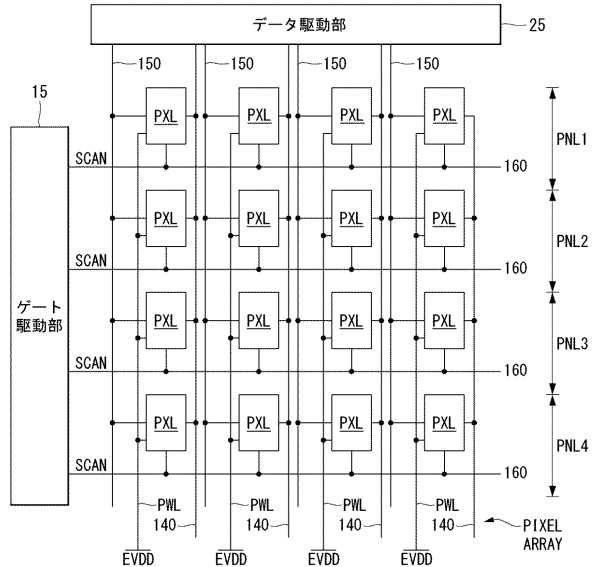 データ駆動部
25
150 150 150 150
15
PXL PXL PXL PXL
PNL1
SCAN
160
PXL PXL PXL PXL
PNL2
SCAN
160
ゲート
駆動部
PXL PXL PXL PXL
PNL3
SCAN
160
PXL PXL PXL PXL
PNL4
SCAN
160
PWL PWL PWL PWL
140 140 140 140
PIXEL
ARRAY
EVDD EVDD EVDD EVDD